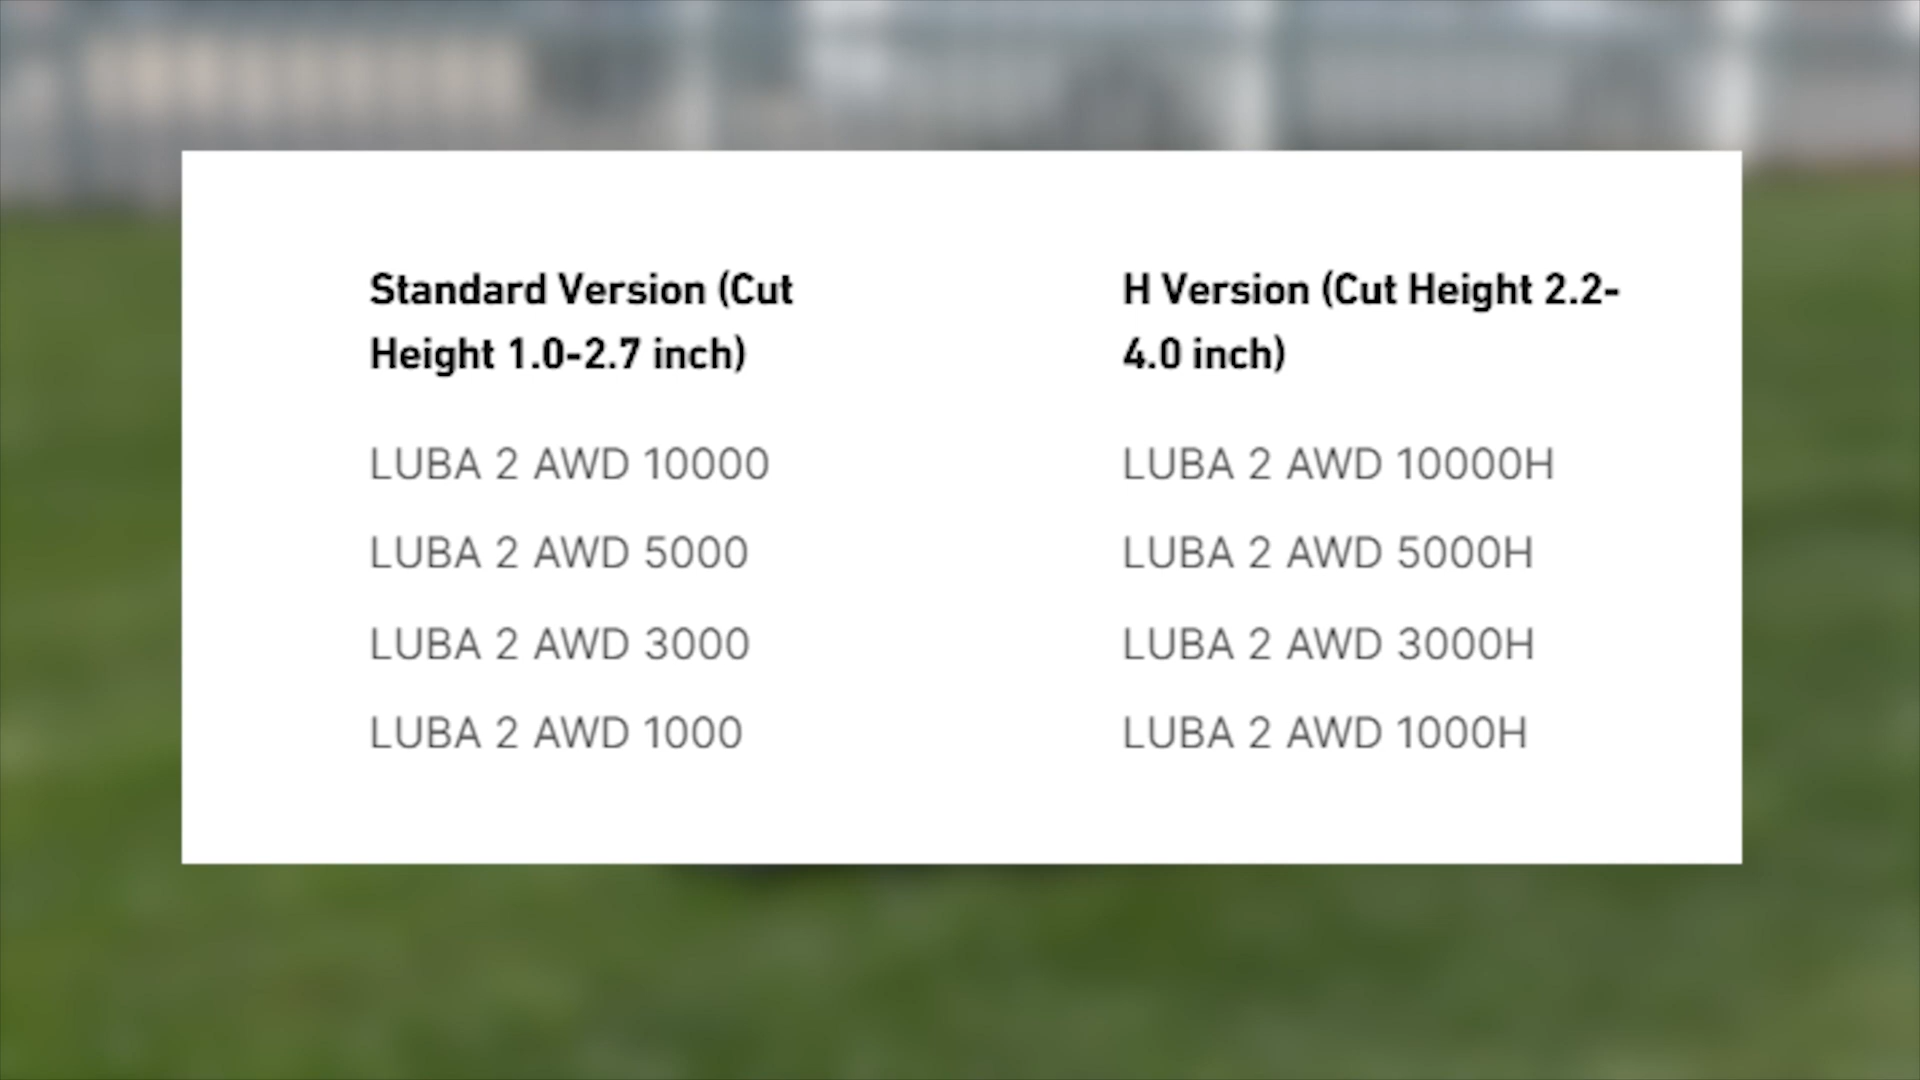 Standard Version (Cut
Height 1.0-2.7 inch)
LUBA 2 AWD 10000
LUBA 2 AWD 5000
LUBA 2 AWD 3000
LUBA 2 AWD 1000
H Version (Cut Height 2.2-
4.0 inch)
LUBA 2 AWD 10000H
LUBA 2 AWD 5000H
LUBA 2 AWD 3000H
LUBA 2 AWD 1000H